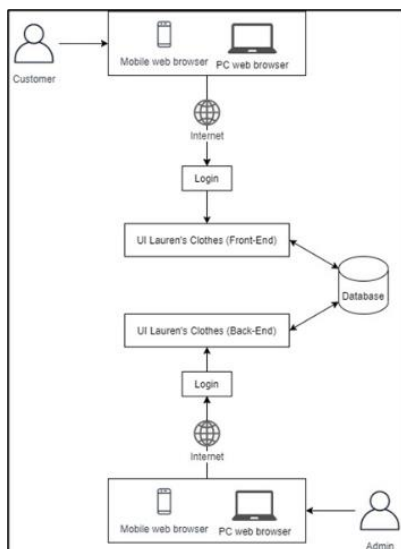 Mobile web browser
PC web browser
Customer
Internet
Login
UI Lauren's Clothes (Front-End)
Database
UI Lauren's Clothes (Back-End)
Login
Internet
Mobile web browser
PC web browser
Admin